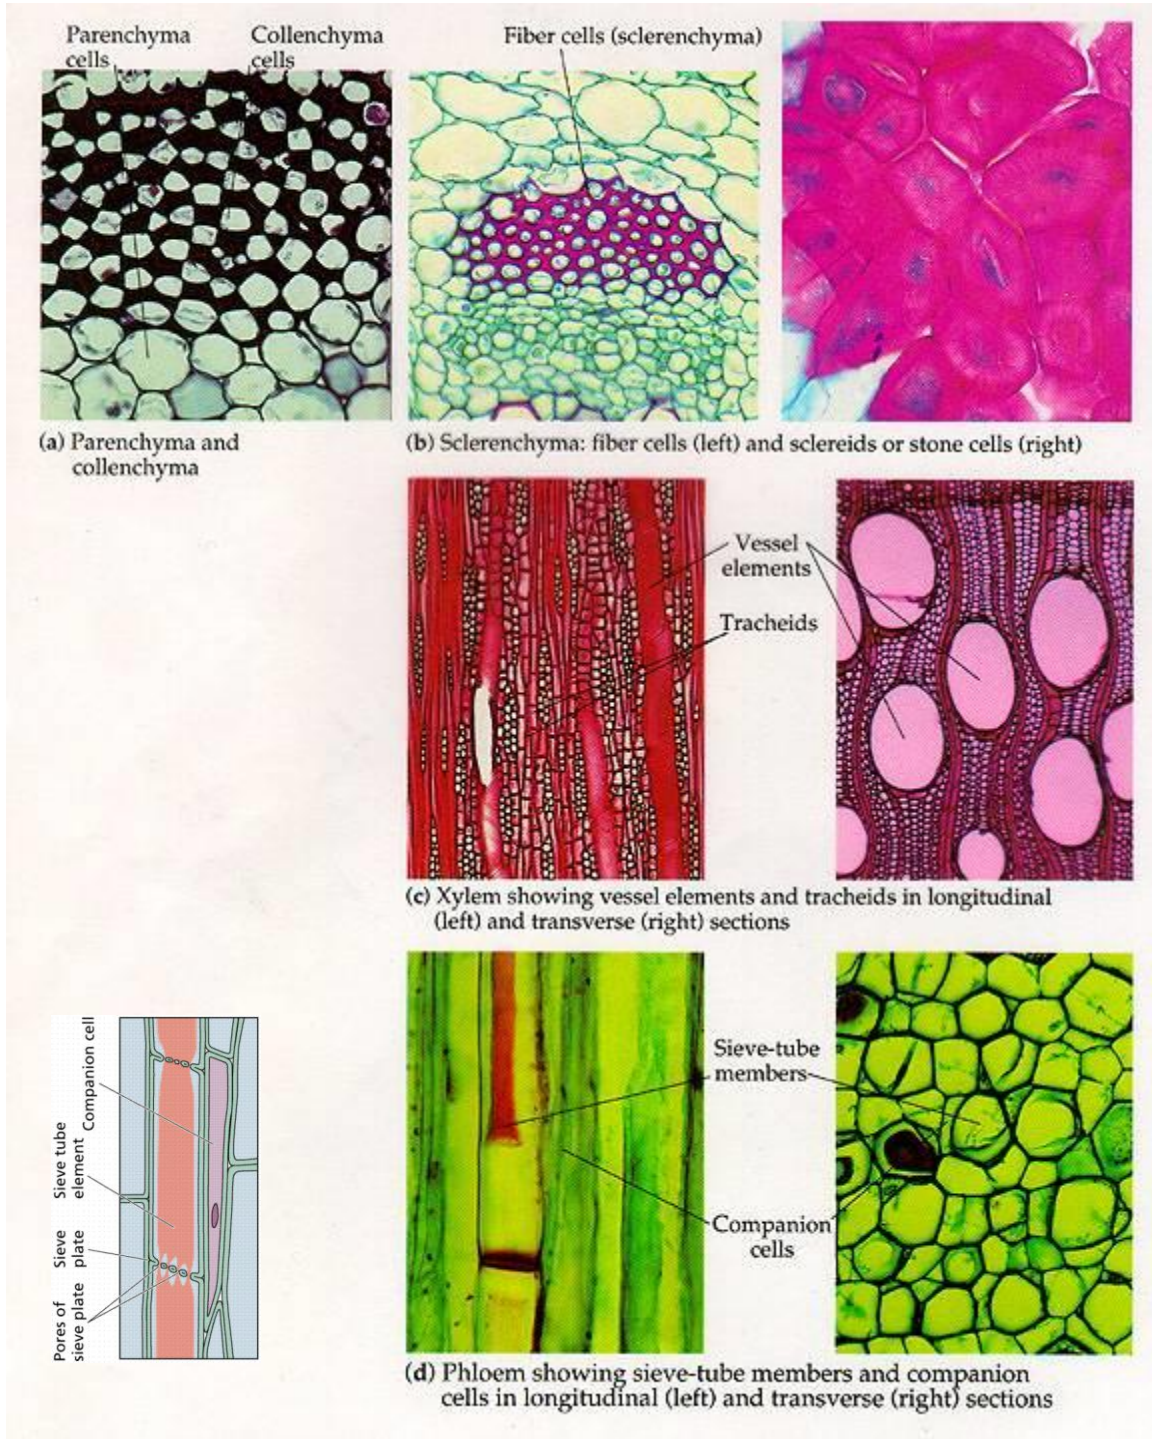 Parenchyma
cells
Collenchyma
cells
Fiber cells (sclerenchyma)
(a) Parenchyma and
collenchyma
(b) Sclerenchyma: fiber cells (left) and sclereids or stone cells (right)
Vessel
elements
Tracheids
(c) Xylem showing vessel elements and tracheids in longitudinal
(left) and transverse (right) sections
Pores of
sieve plate
Sieve
plate
Sieve tube
element
Companion cell
Sieve-tube
members
Companion
cells
(d) Phloem showing sieve-tube members and companion
cells in longitudinal (left) and transverse (right) sections